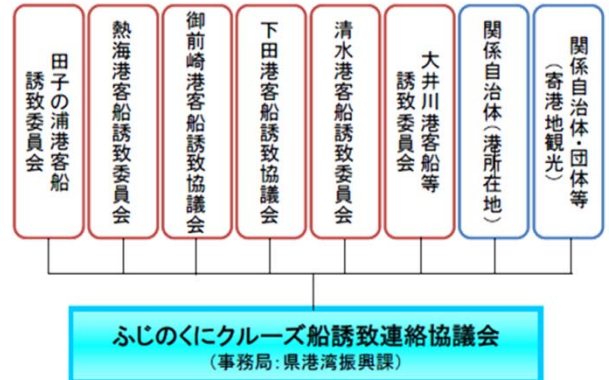 田子の浦港客船
誘致委員会
熱海港客船誘致委員会
御前崎港客船誘致協議会
下田港客船誘致協議会
清水港客船誘致委員会
大井川港客船等
誘致委員会
関係自治体（港所在地）
関係自治体・団体等
（寄港地観光）
ふじのくにクルーズ船誘致連絡協議会
（事務局：県港湾振興課）